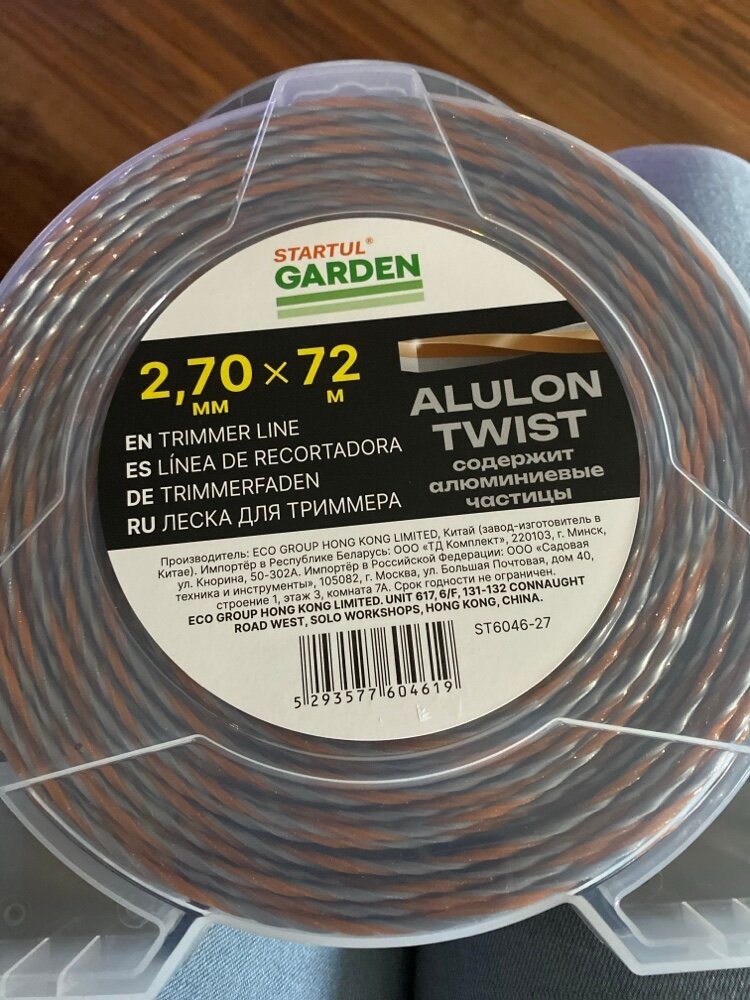 STARTUL®
GARDEN
2,70 × 72
мм м
ALULON
TWIST
содержит
алюминиевые
частицы
EN TRIMMER LINE
ES LÍNEA DE RECORTADORA
DE TRIMMERFADEN
RU ЛЕСКА ДЛЯ ТРИММЕРА
Производитель: ECO GROUP HONG KONG LIMITED, Китай (завод-изготовитель в
Китае). Импортёр в Республике Беларусь: ООО «ТД Комплект», 220103, г. Минск,
ул. Кнорина, 50-302А. Импортёр в Российской Федерации: ООО «Садовая
техника и инструменты», 105082, г. Москва, ул. Большая Почтовая, дом 40,
строение 1, этаж 3, комната 7А. Срок годности не ограничен.
ECO GROUP HONG KONG LIMITED. UNIT 617, 6/F, 131-132 CONNAUGHT
ROAD WEST, SOLO WORKSHOPS, HONG KONG, CHINA.
ST6046-27
5 293577 604619